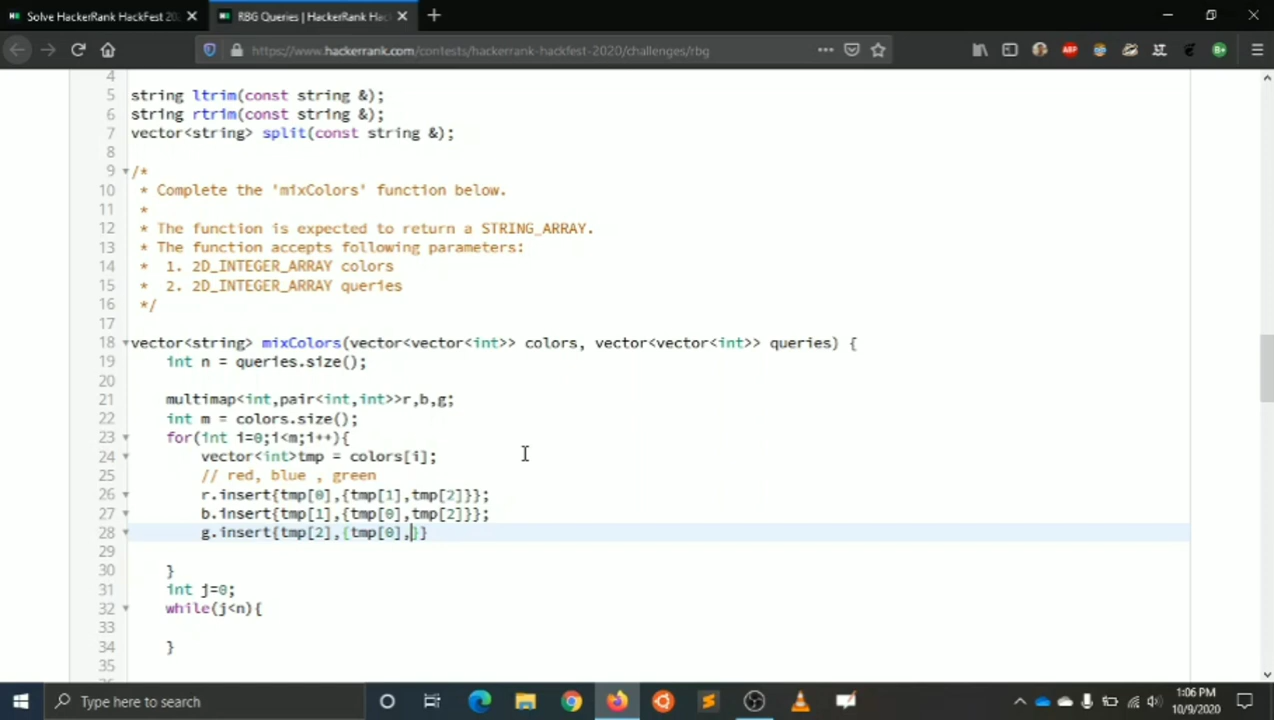 Solve HackerRank HackFest 202
RBG Queries | HackerRank Hac
https://www.hackerrank.com/contests/hackerrank-hackfest-2020/challenges/rbg
ABP
4
5 string ltrim(const string &);
6 string rtrim(const string &);
7 vector<string> split(const string &);
8
9 /*
10 * Complete the 'mixColors' function below.
11 *
12 * The function is expected to return a STRING_ARRAY.
13 * The function accepts following parameters:
14 * 1. 2D_INTEGER_ARRAY colors
15 * 2. 2D_INTEGER_ARRAY queries
16 */
17
18 vector<string> mixColors(vector<vector<int>> colors, vector<vector<int>> queries) {
19 int n = queries.size();
20
21 multimap<int,pair<int,int>>r,b,g;
22 int m = colors.size();
23 for(int i=0;i<m;i++){
24 vector<int>tmp = colors[i];
25 // red, blue , green
26 r.insert{tmp[0],{tmp[1],tmp[2]}};
27 b.insert{tmp[1],{tmp[0],tmp[2]}};
28 g.insert{tmp[2],{tmp[0],}}
29
30 }
31 int j=0;
32 while(j<n){
33
34 }
35
Type here to search
1:06 PM
10/9/2020